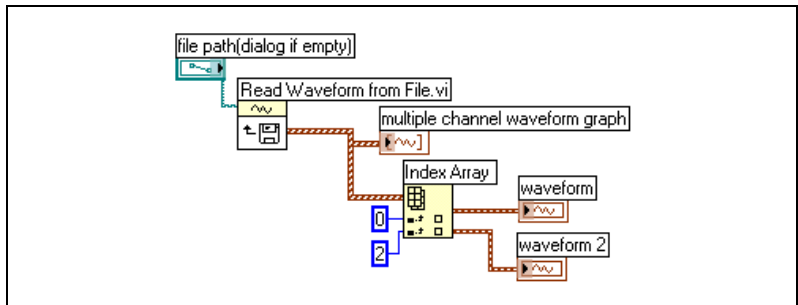 file path(dialog if empty)
Read Waveform from File.vi
multiple channel waveform graph
Index Array
waveform
0
waveform 2
2